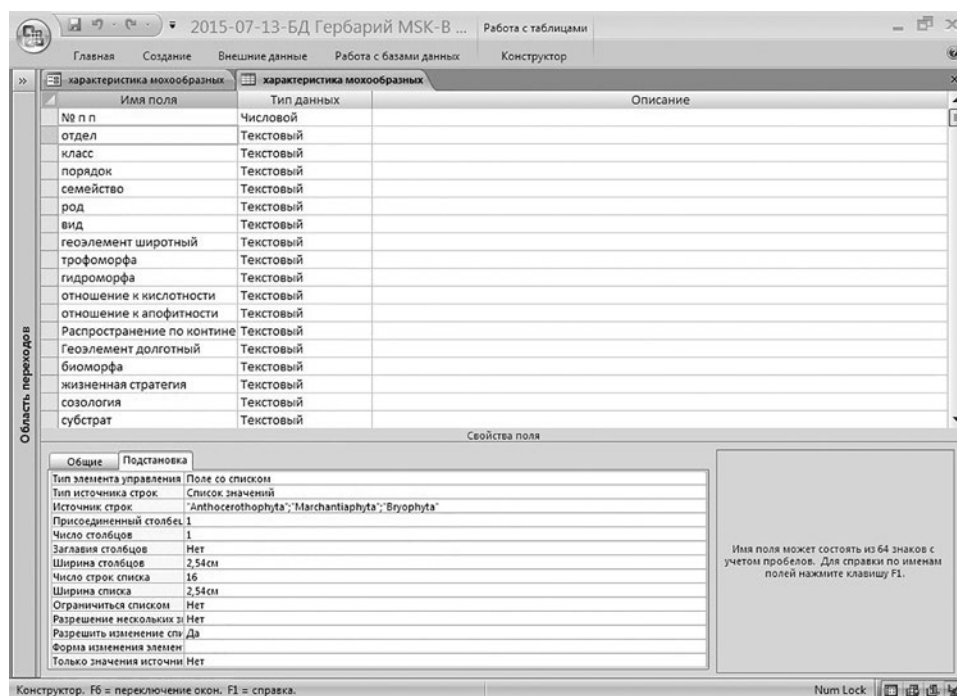 2015-07-13-БД Гербарий MSK-B ... Работа с таблицами
Главная Создание Внешние данные Работа с базами данных Конструктор
характеристика мохообразных характеристика мохообразных
Имя поля Тип данных Описание
№ п п Числовой
отдел Текстовый
класс Текстовый
порядок Текстовый
семейство Текстовый
род Текстовый
вид Текстовый
геоэлемент широтный Текстовый
трофоморфа Текстовый
гидроморфа Текстовый
отношение к кислотности Текстовый
отношение к апофитности Текстовый
Распространение по контине Текстовый
Геоэлемент долготный Текстовый
биоморфа Текстовый
жизненная стратегия Текстовый
созология Текстовый
субстрат Текстовый
Область переходов
Свойства поля
Общие Подстановка
Тип элемента управления Поле со списком
Тип источника строк Список значений
Источник строк "Anthocerothophyta";"Marchantiaphyta";"Bryophyta"
Присоединенный столбец 1
Число столбцов 1
Заглавия столбцов Нет
Ширина столбцов 2,54см
Число строк списка 16
Ширина списка 2,54см
Ограничиться списком Нет
Разрешение нескольких зн Нет
Разрешить изменение спи Да
Форма изменения элемен
Только значения источни Нет
Имя поля может состоять из 64 знаков с
учетом пробелов. Для справки по именам
полей нажмите клавишу F1.
Конструктор. F6 = переключение окон. F1 = справка. Num Lock